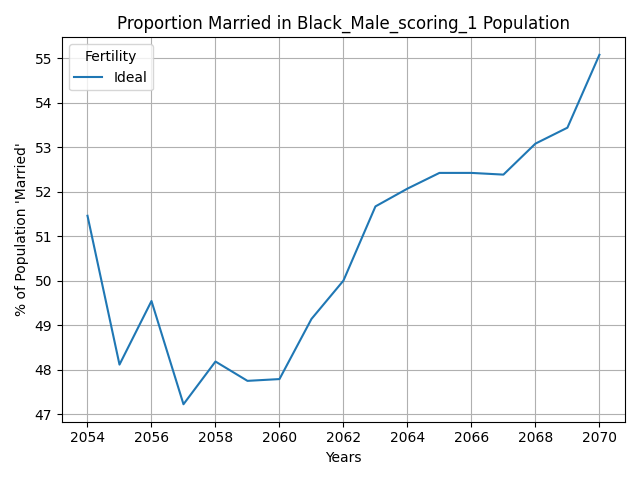 Proportion Married in Black_Male_scoring_1 Population
Fertility
Ideal
% of Population 'Married'
55
54
53
52
51
50
49
48
47
2054 2056 2058 2060 2062 2064 2066 2068 2070
Years